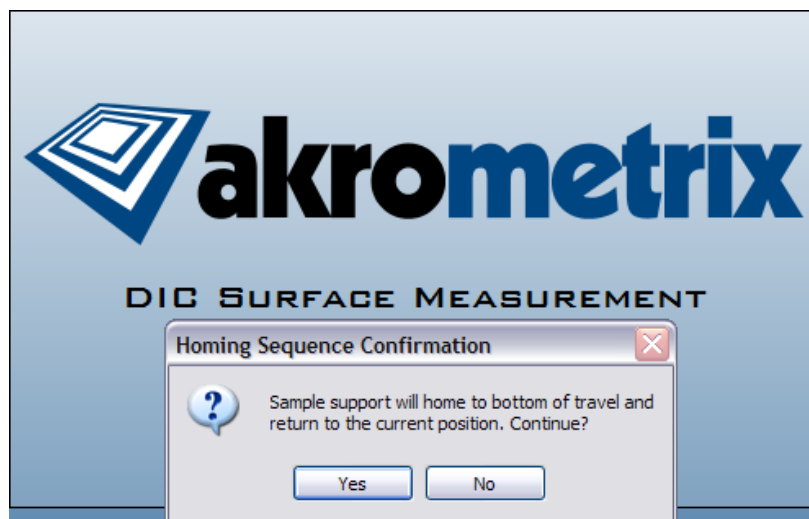 akrometrix
DIC SURFACE MEASUREMENT
Homing Sequence Confirmation
Sample support will home to bottom of travel and
return to the current position. Continue?
Yes
No